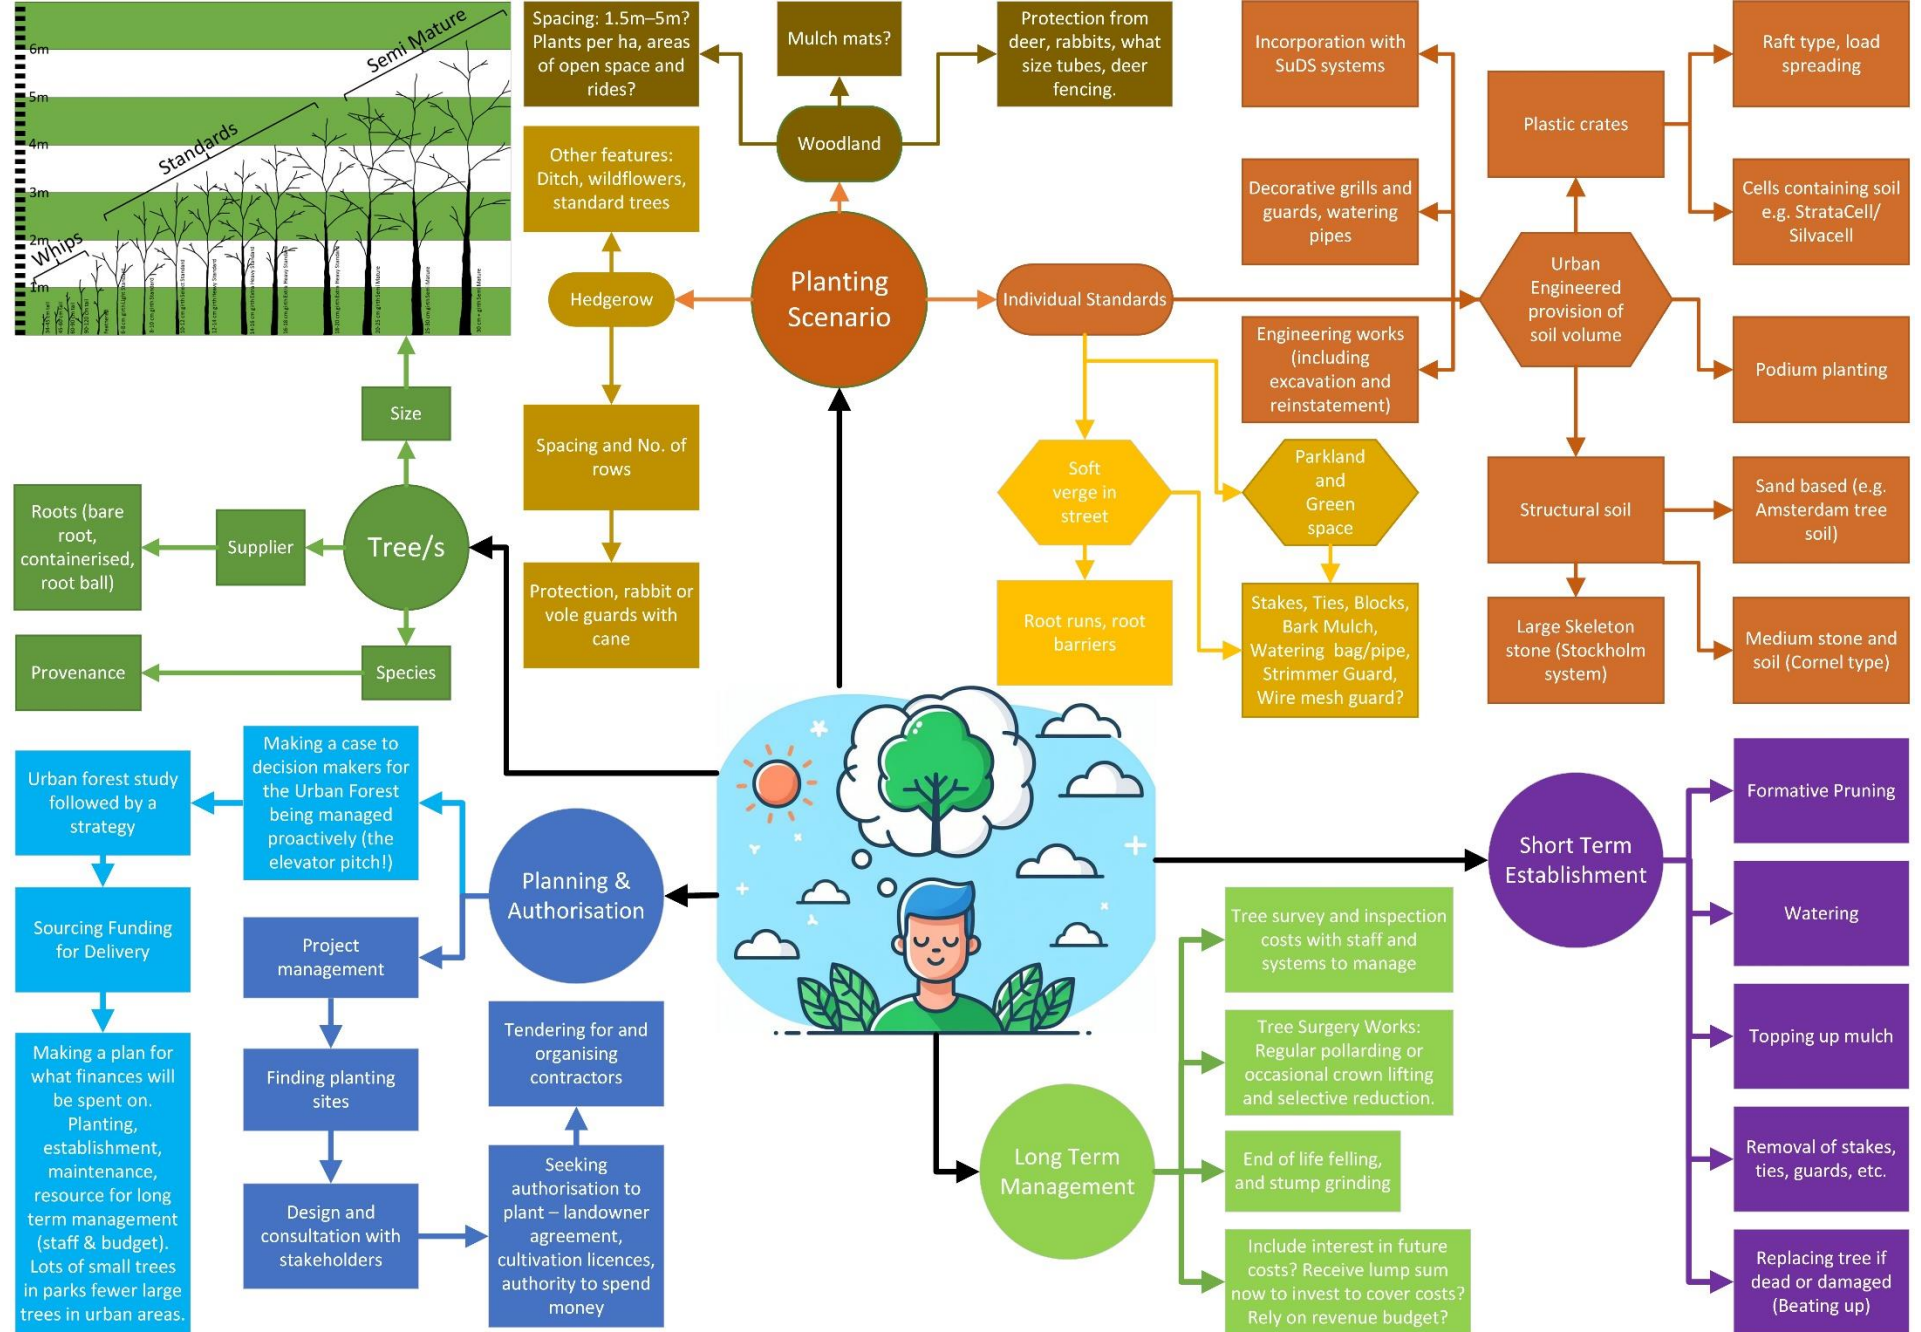 6m
5m
4m
3m
2m
1m
Semi Mature
Standards
Whips
Spacing: 1.5m–5m?
Plants per ha, areas
of open space and
rides?
Mulch mats?
Protection from
deer, rabbits, what
size tubes, deer
fencing.
Woodland
Other features:
Ditch, wildflowers,
standard trees
Hedgerow
Planting
Scenario
Individual Standards
Spacing and No. of
rows
Protection, rabbit or
vole guards with
cane
Incorporation with
SuDS systems
Decorative grills and
guards, watering
pipes
Engineering works
(including
excavation and
reinstatement)
Plastic crates
Raft type, load
spreading
Cells containing soil
e.g. StrataCell/
Silvacell
Urban
Engineered
provision of
soil volume
Podium planting
Structural soil
Sand based (e.g.
Amsterdam tree
soil)
Large Skeleton
stone (Stockholm
system)
Medium stone and
soil (Cornel type)
Soft
verge in
street
Parkland
and
Green
space
Root runs, root
barriers
Stakes, Ties, Blocks,
Bark Mulch,
Watering bag/pipe,
Strimmer Guard,
Wire mesh guard?
Size
Tree/s
Supplier
Roots (bare
root,
containerised,
root ball)
Species
Provenance
Planning &
Authorisation
Making a case to
decision makers for
the Urban Forest
being managed
proactively (the
elevator pitch!)
Urban forest study
followed by a
strategy
Sourcing Funding
for Delivery
Making a plan for
what finances will
be spent on.
Planting,
establishment,
maintenance,
resource for long
term management
(staff & budget).
Lots of small trees
in parks fewer large
trees in urban areas.
Project
management
Finding planting
sites
Design and
consultation with
stakeholders
Seeking
authorisation to
plant – landowner
agreement,
cultivation licences,
authority to spend
money
Tendering for and
organising
contractors
Long Term
Management
Tree survey and inspection
costs with staff and
systems to manage
Tree Surgery Works:
Regular pollarding or
occasional crown lifting
and selective reduction.
End of life felling,
and stump grinding
Include interest in future
costs? Receive lump sum
now to invest to cover costs?
Rely on revenue budget?
Short Term
Establishment
Formative Pruning
Watering
Topping up mulch
Removal of stakes,
ties, guards, etc.
Replacing tree if
dead or damaged
(Beating up)